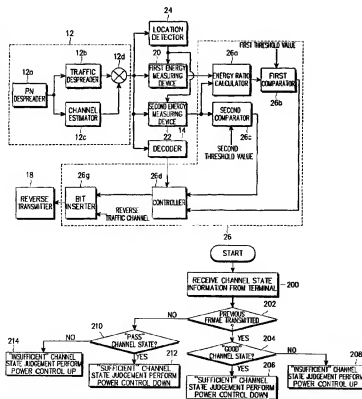 24
12
LOCATION
DETECTOR
FIRST THRESHOLD VALUE
12b
12d
20
26a
12a
TRAFFIC
DESPREADER
FIRST ENERGY
MEASURING
DEVICE
ENERGY RATIO
CALCULATOR
FIRST
COMPARATOR
PN
DESPREADER
26b
CHANNEL
ESTIMATOR
SECOND ENERGY
MEASURING
DEVICE
SECOND
COMPARATOR
14
12c
22
26c
DECODER
SECOND
THRESHOLD VALUE
18
26g
26d
REVERSE
TRANSMITER
BIT
INSERTER
CONTROLLER
REVERSE
TRAFFIC CHANNEL
26
START
RECEIVE CHANNEL STATE
INFORMATION FROM TERMINAL
200
202
210
NO
PREVIOUS
FRMAE TRANSMITTED
YES
204
214
NO
"PASS"
CHANNEL STATE?
"GOOD"
CHANNEL STATE?
NO
208
YES
212
YES
206
"INSUFFICIENT" CHANNEL
STATE JUDGEMENT PERFORM
POWER CONTROL UP
"SUFFICIENT" CHANNEL
STATE JUDGEMENT PERFORM
POWER CONTROL DOWN
"SUFFICIENT" CHANNEL
STATE JUDGEMENT PERFORM
POWER CONTROL DOWN
"INSUFFICIENT" CHANNEL
STATE JUDGEMENT PERFORM
POWER CONTROL UP